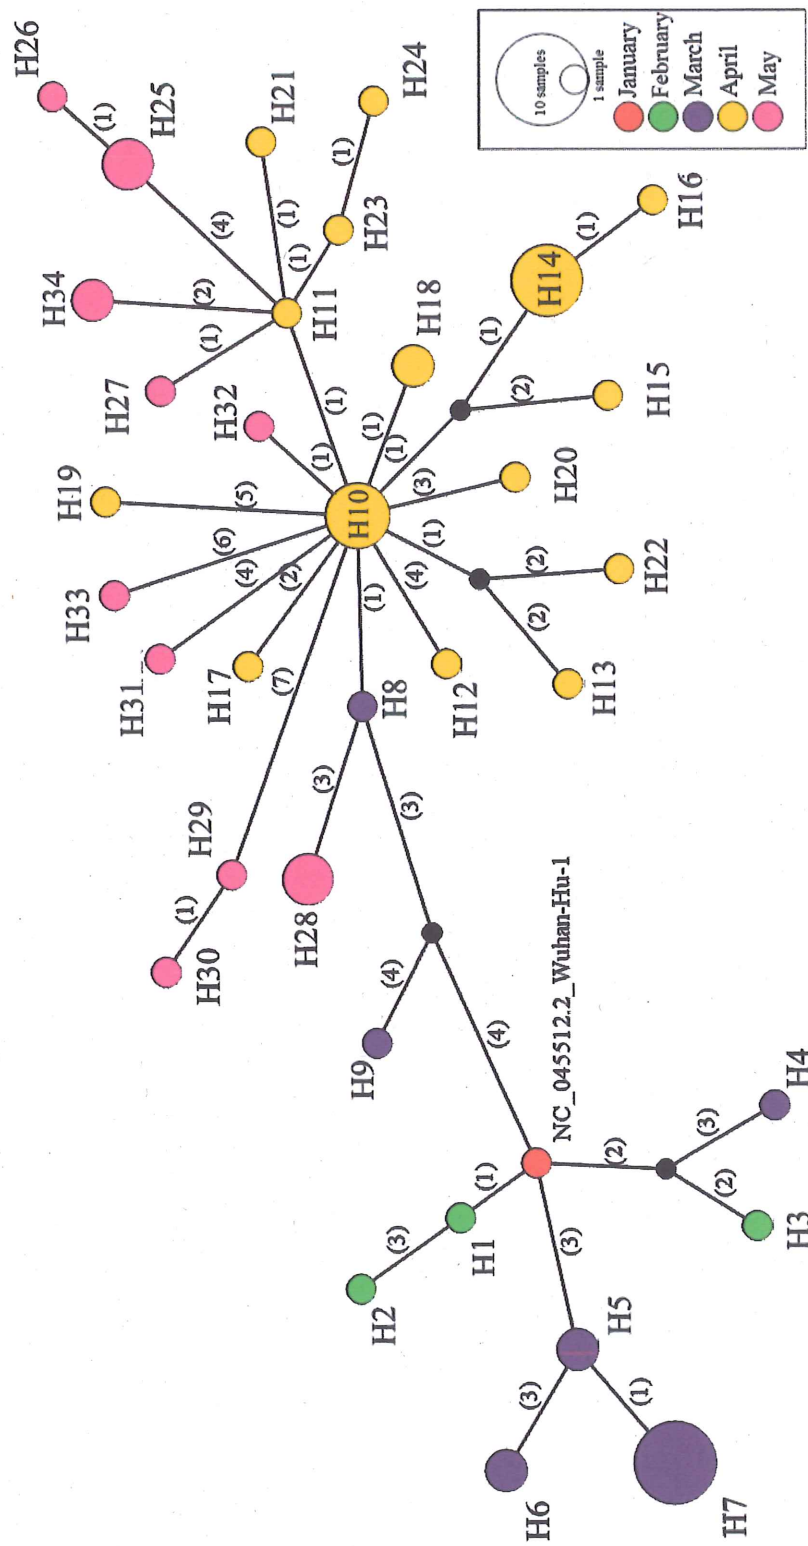 H26
(1)
H25
H34
(4)
H21
H24
(2)
(1)
(1)
H27
(1)
(1)
H23
H19
H32
H11
H33
(5)
(1)
(1)
H18
H14
(1)
H16
H31
(6)
(4)
(2)
H10
(1)
(1)
(1)
(2)
H15
H17
(7)
(1)
(4)
(1)
(3)
H20
H30
(1)
H29
H8
H12
(2)
(2)
H13
H22
H28
(3)
(3)
H9
(4)
(4)
NC_045512.2_Wuhan-Hu-1
H2
(3)
H1
(1)
(3)
(2)
(2)
(3)
H3
H4
H6
(3)
H5
(1)
H7
10 samples
1 sample
January
February
March
April
May